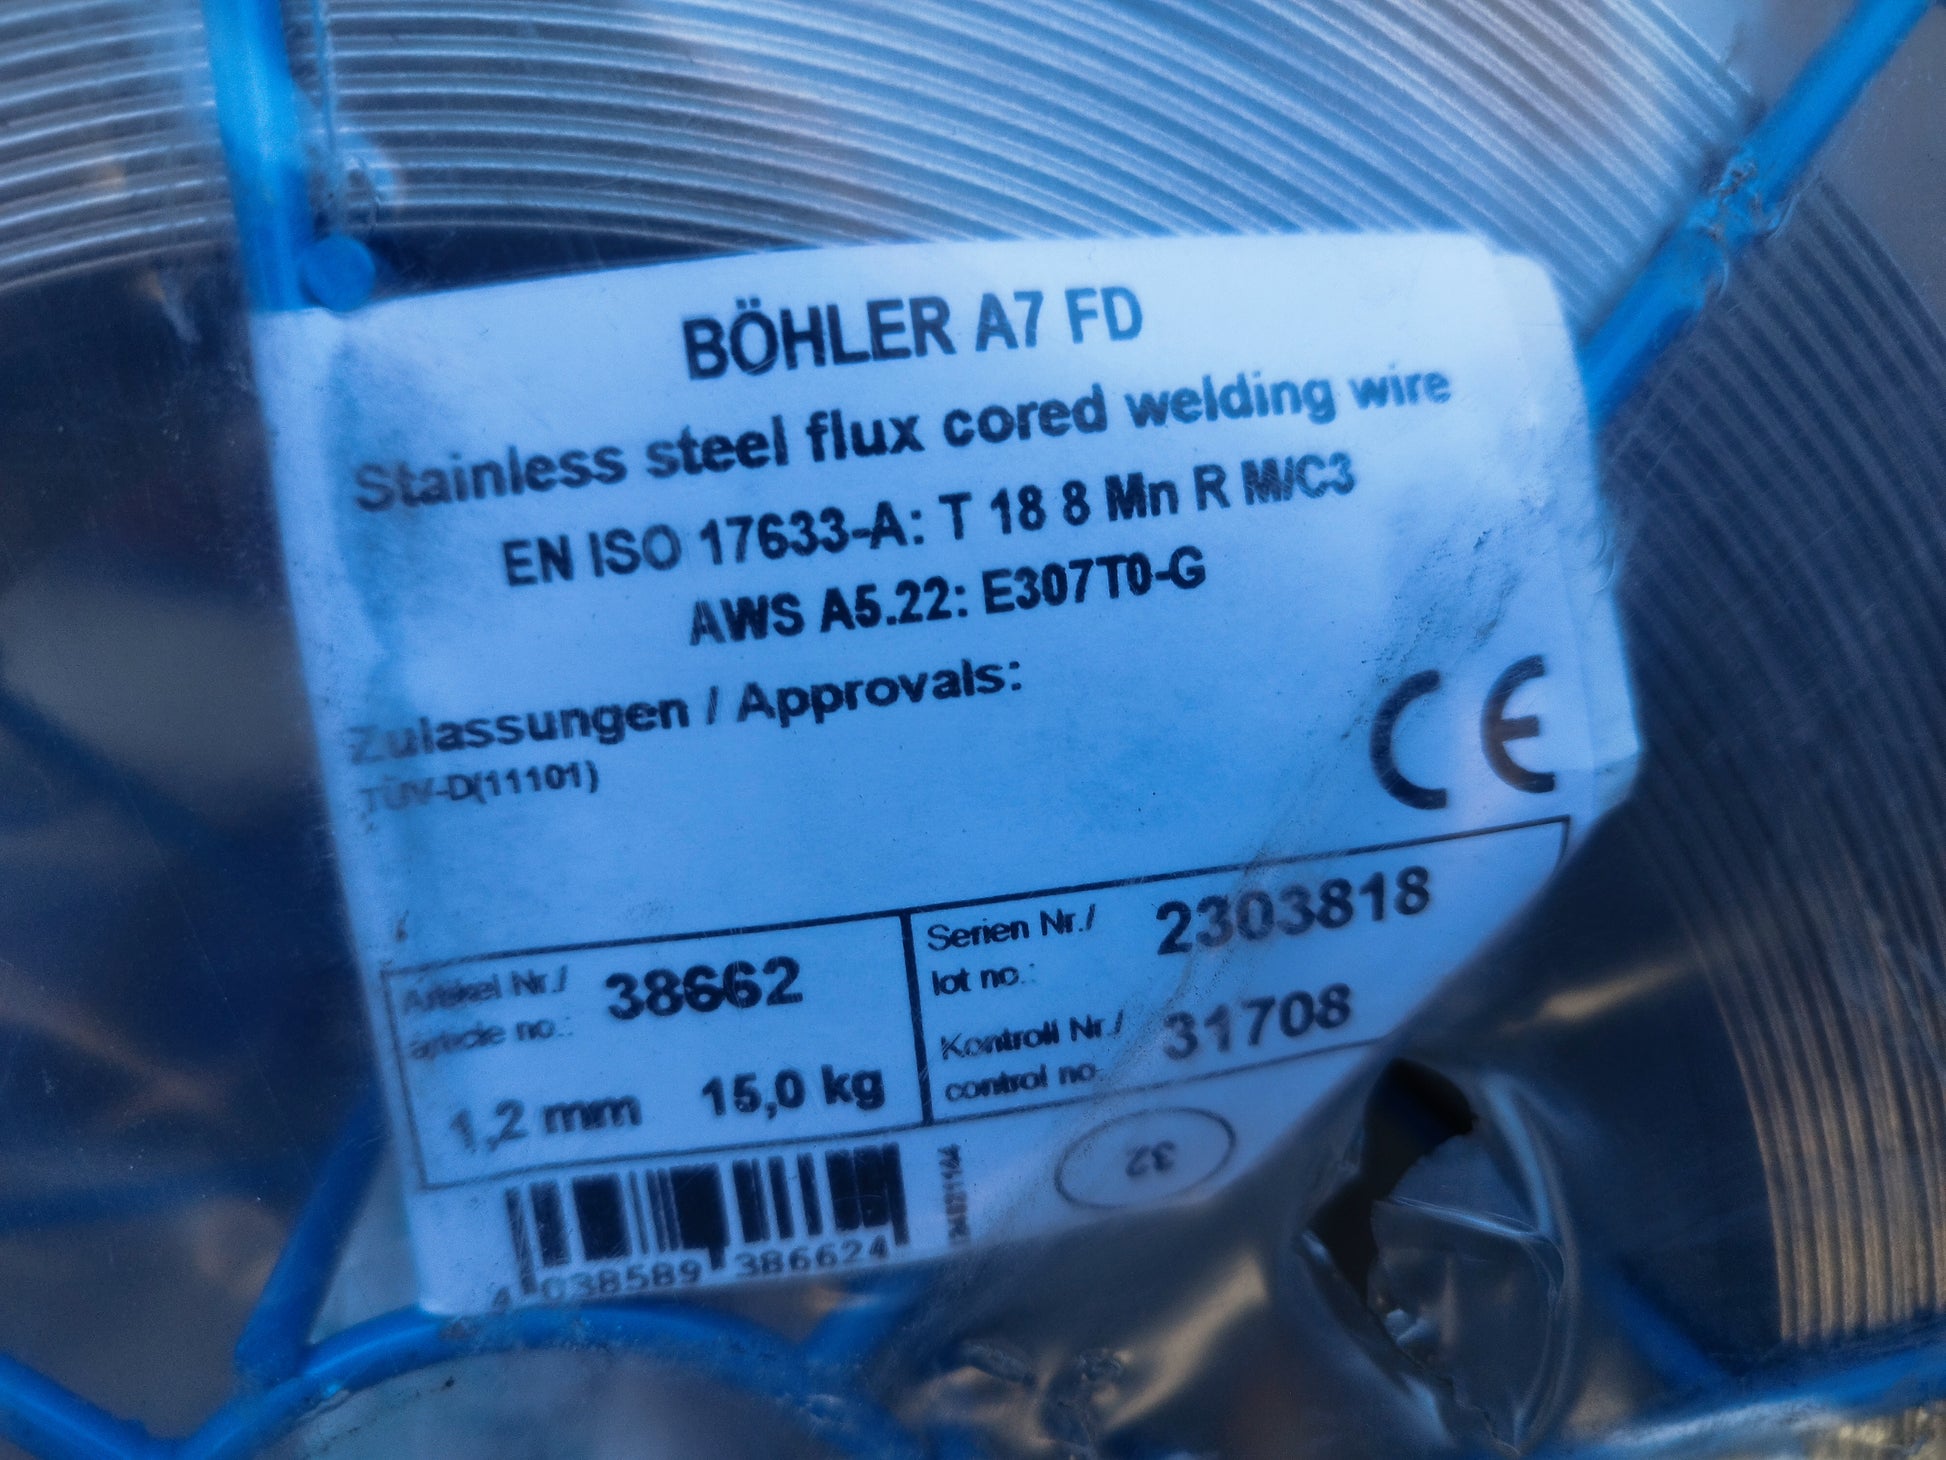 BÖHLER A7 FD
Stainless steel flux cored welding wire
EN ISO 17633-A: T 18 8 Mn R M/C3
AWS A5.22: E307T0-G
Zulassungen / Approvals:
TÜV-D(11101)
CE
Artikel Nr./
article no.: 38662
1,2 mm 15,0 kg
Serien Nr./
lot no.: 2303818
Kontroll Nr./
control no. 31708
32
4 038589 386624